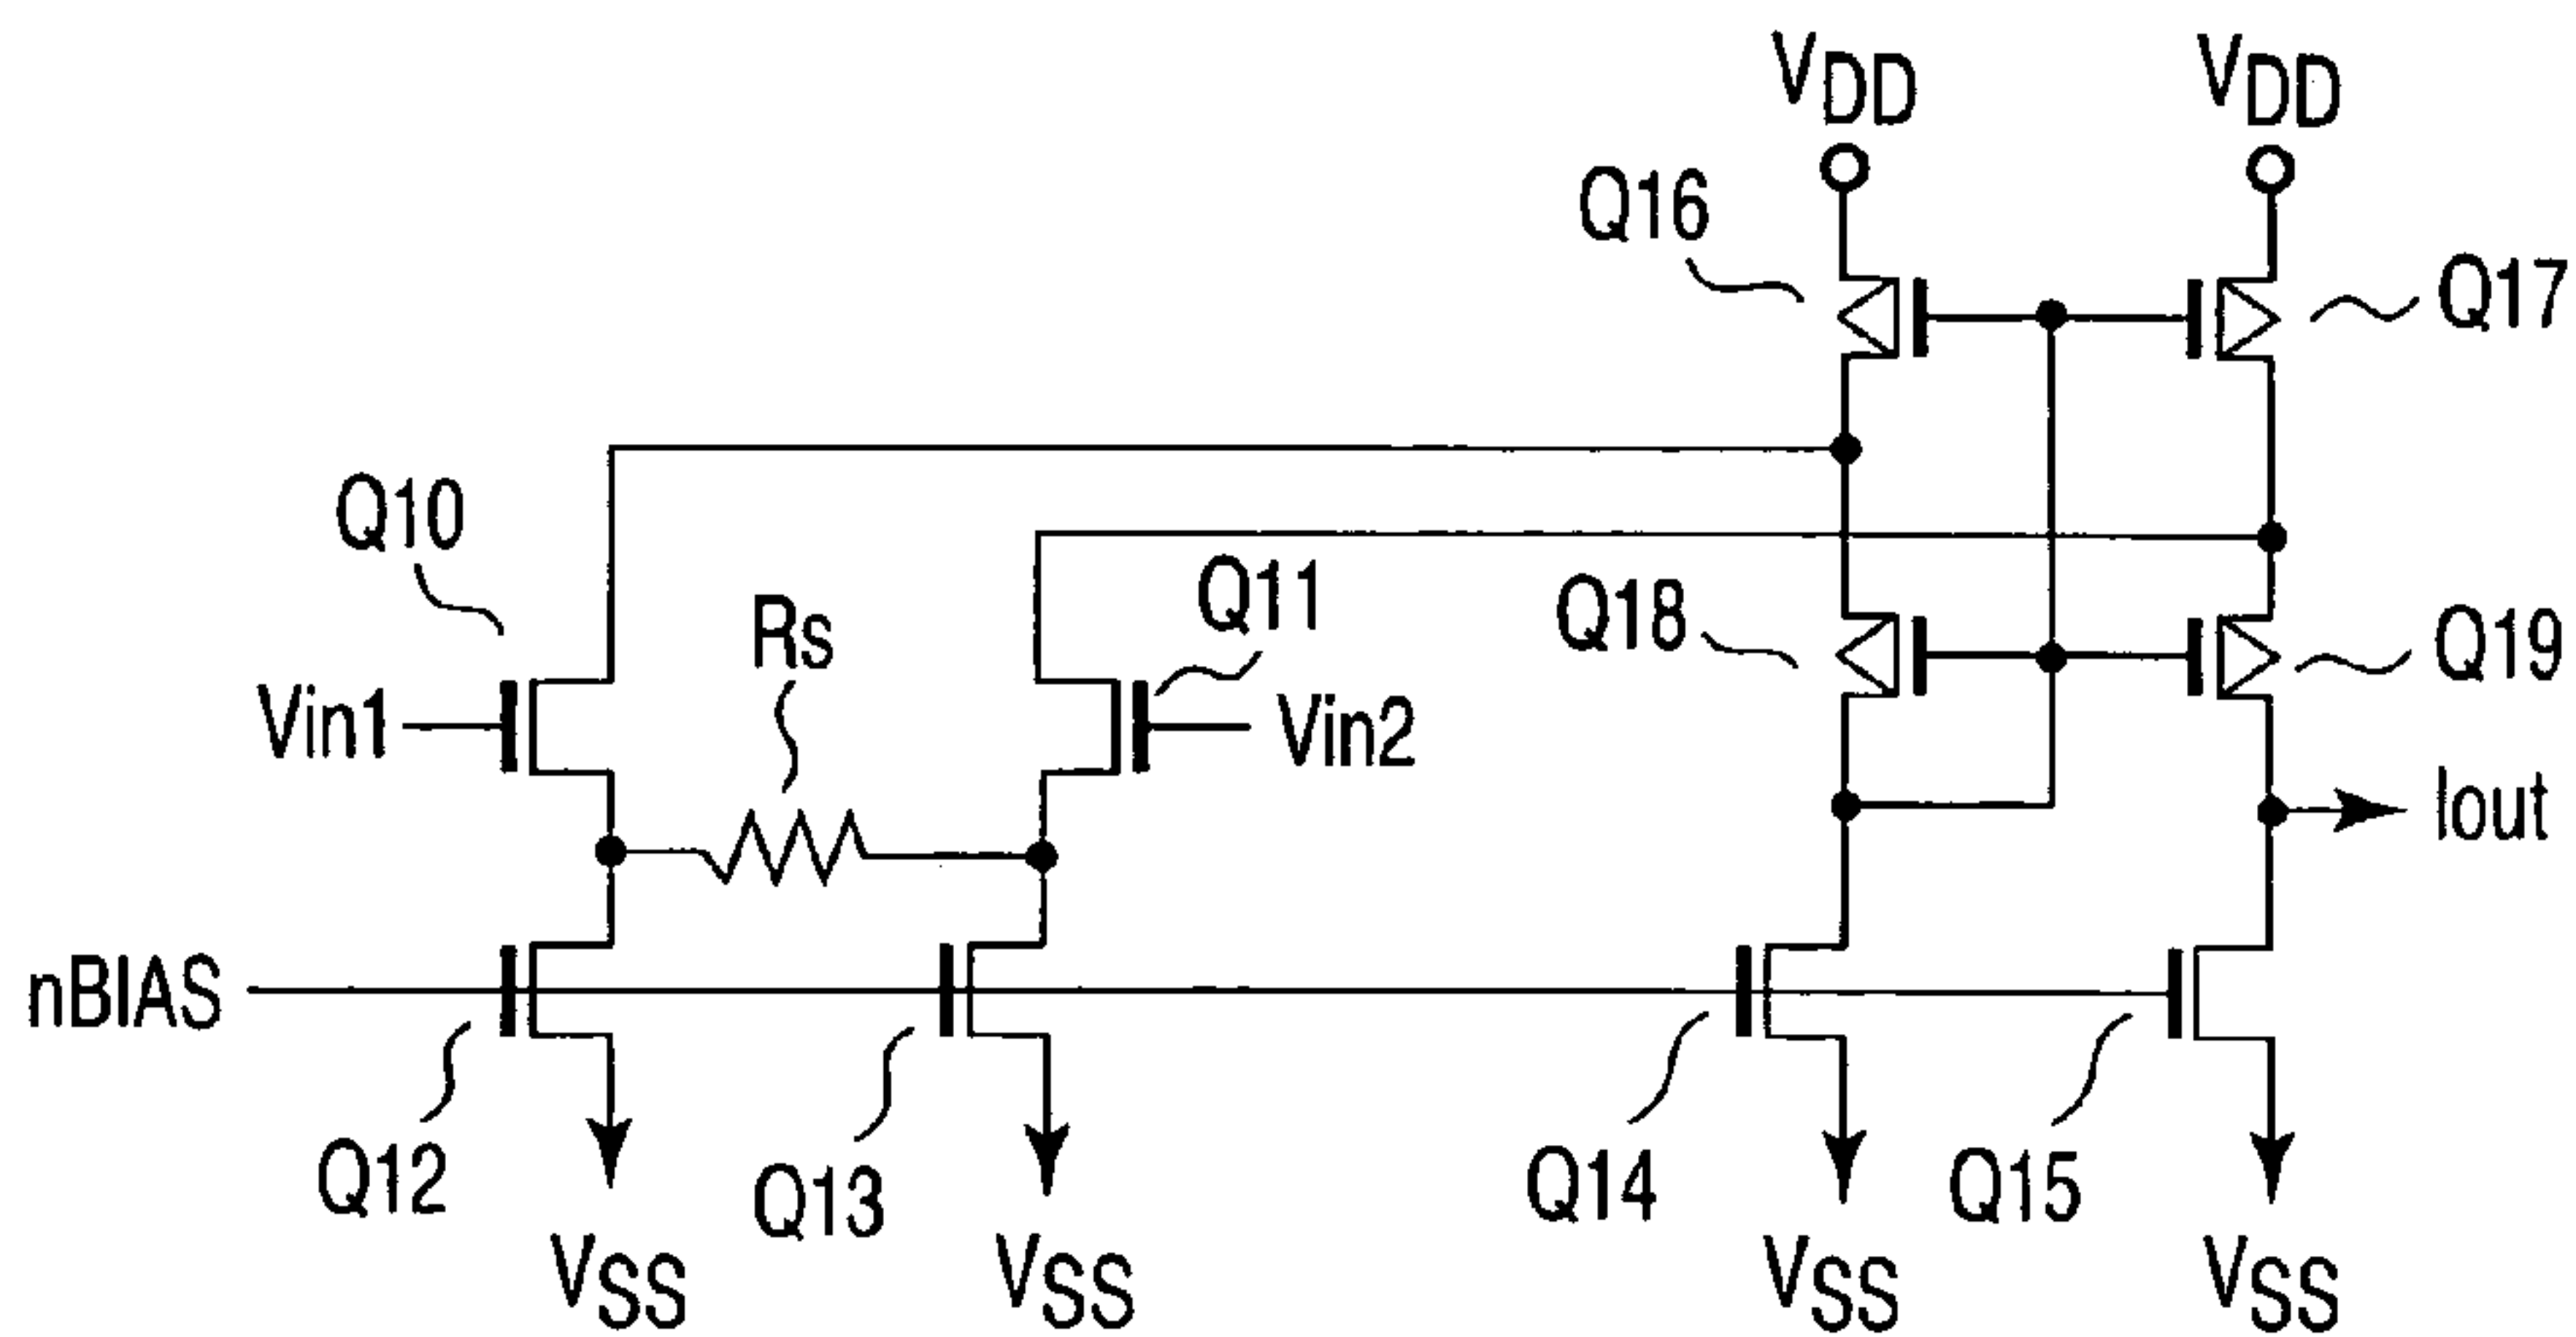 VDD
VDD
Q16
Q17
Q10
Q11
Rs
Q18
Q19
Vin1
Vin2
Iout
nBIAS
Q12
Q13
Q14
Q15
VSS
VSS
VSS
VSS